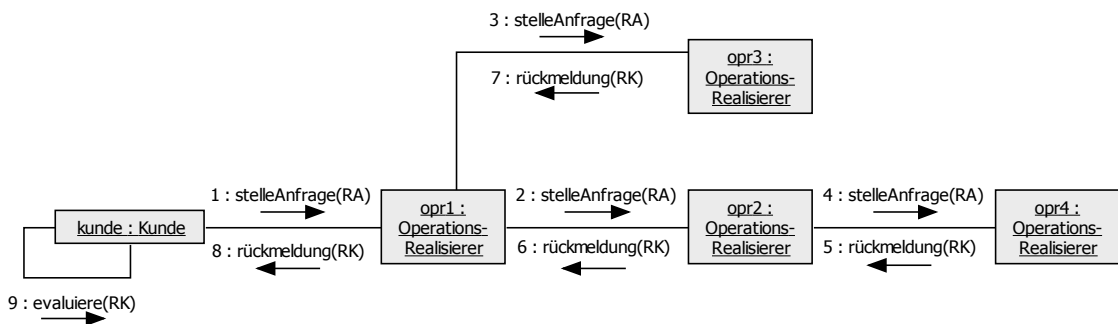 3 : stelleAnfrage(RA)
opr3 :
Operations-
Realisierer
7 : rückmeldung(RK)
1 : stelleAnfrage(RA)
opr1 :
Operations-
Realisierer
2 : stelleAnfrage(RA)
opr2 :
Operations-
Realisierer
4 : stelleAnfrage(RA)
opr4 :
Operations-
Realisierer
kunde : Kunde
8 : rückmeldung(RK)
6 : rückmeldung(RK)
5 : rückmeldung(RK)
9 : evaluiere(RK)